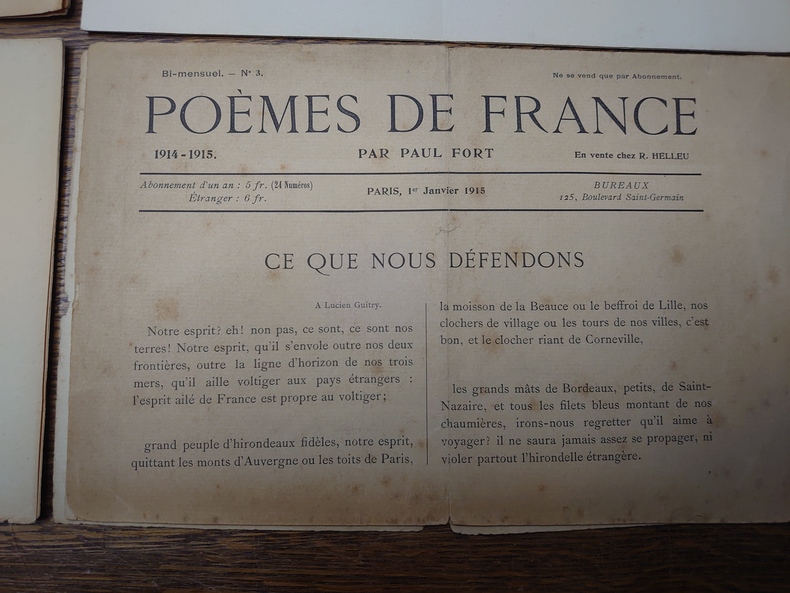 Bi-mensuel. — N° 3.
Ne se vend que par Abonnement.
POÈMES DE FRANCE
1914-1915.
PAR PAUL FORT
En vente chez R. HELLEU
Abonnement d'un an : 5 fr. (24 Numéros)
Étranger : 6 fr.
PARIS, 1er Janvier 1915
BUREAUX
125, Boulevard Saint-Germain
CE QUE NOUS DÉFENDONS
A Lucien Guitry.
Notre esprit? eh! non pas, ce sont, ce sont nos
terres! Notre esprit, qu'il s'envole outre nos deux
frontières, outre la ligne d'horizon de nos trois
mers, qu'il aille voltiger aux pays étrangers :
l'esprit ailé de France est propre au voltiger;
grand peuple d'hirondeaux fidèles, notre esprit,
quittant les monts d'Auvergne ou les toits de Paris,
la moisson de la Beauce ou le beffroi de Lille, nos
clochers de village ou les tours de nos villes, c'est
bon, et le clocher riant de Corneville,
les grands mâts de Bordeaux, petits, de Saint-
Nazaire, et tous les filets bleus montant de nos
chaumières, irons-nous regretter qu'il aime à
voyager? il ne saura jamais assez se propager, ni
violer partout l'hirondelle étrangère.